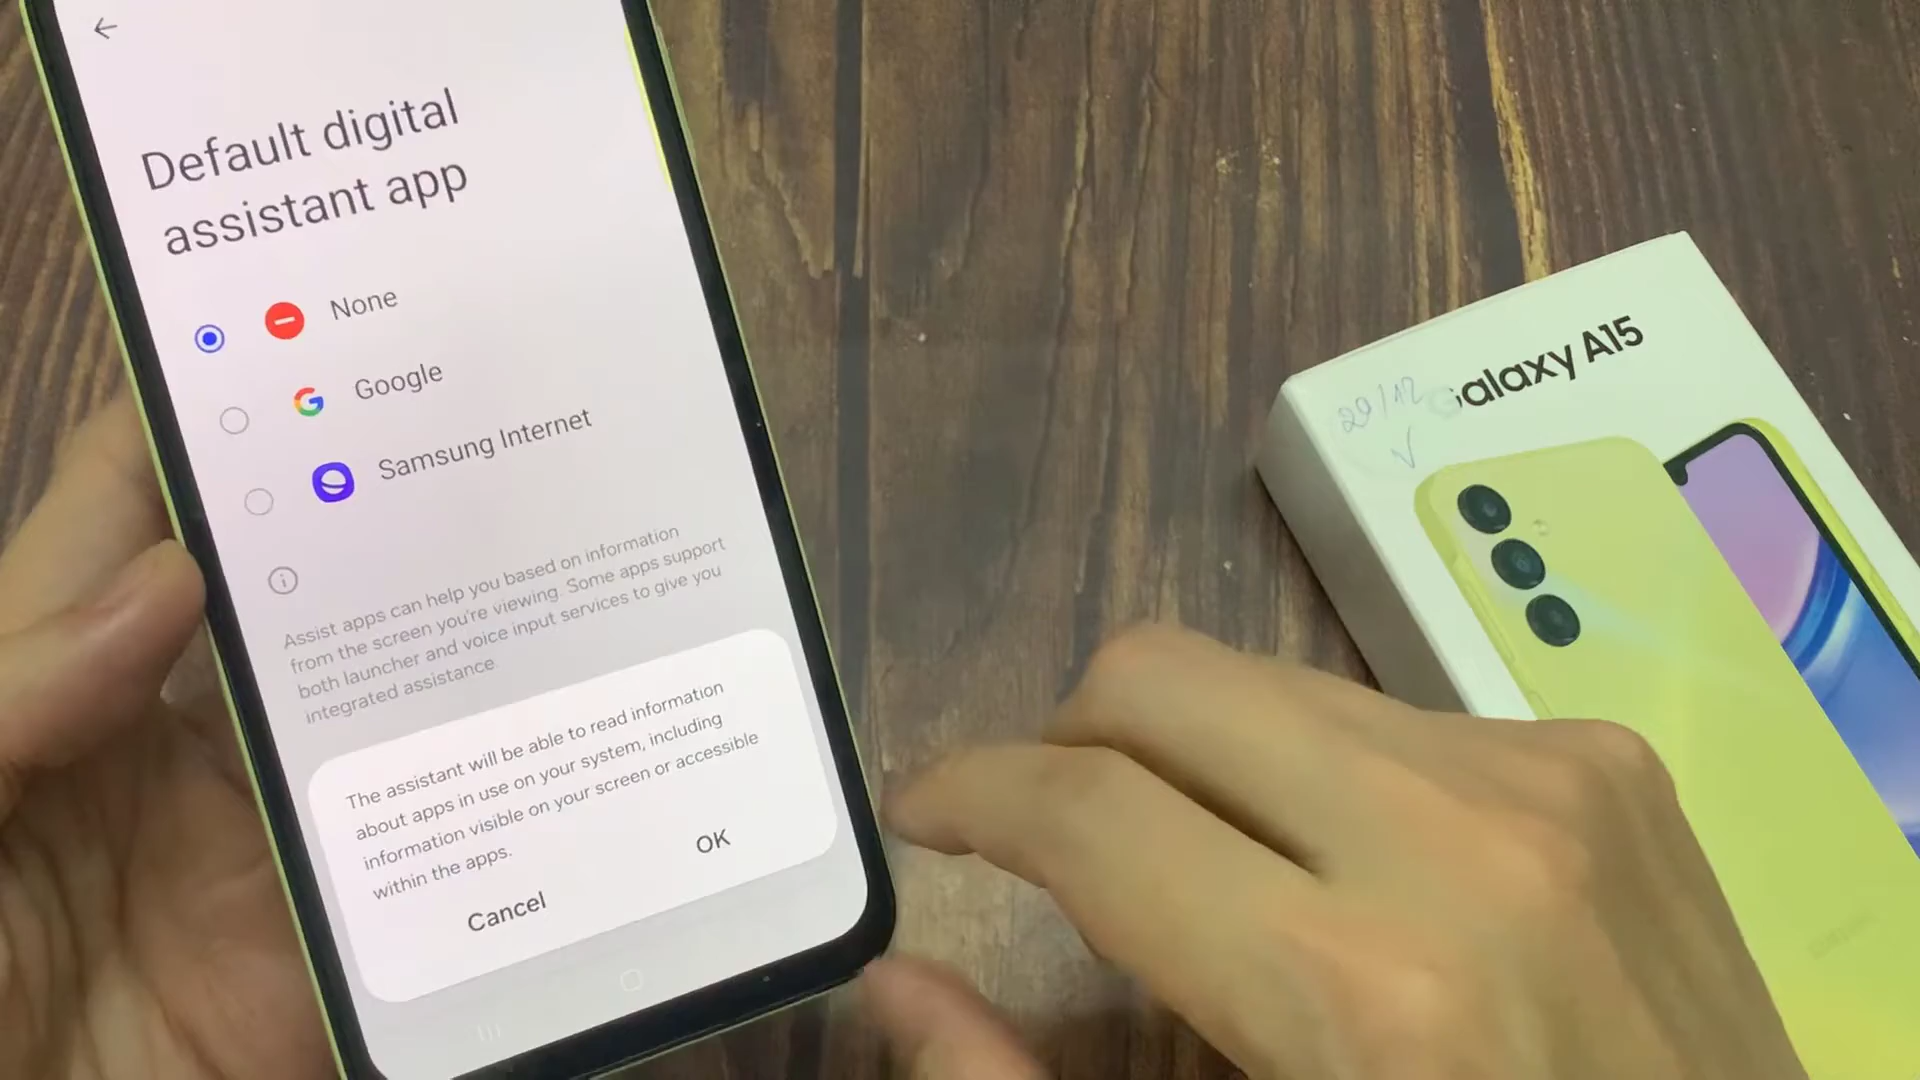 Default digital
assistant app
None
Google
Samsung Internet
Assist apps can help you based on information
from the screen you're viewing. Some apps support
both launcher and voice input services to give you
integrated assistance.
The assistant will be able to read information
about apps in use on your system, including
information visible on your screen or accessible
within the apps.
Cancel
OK
Galaxy A15
29/12